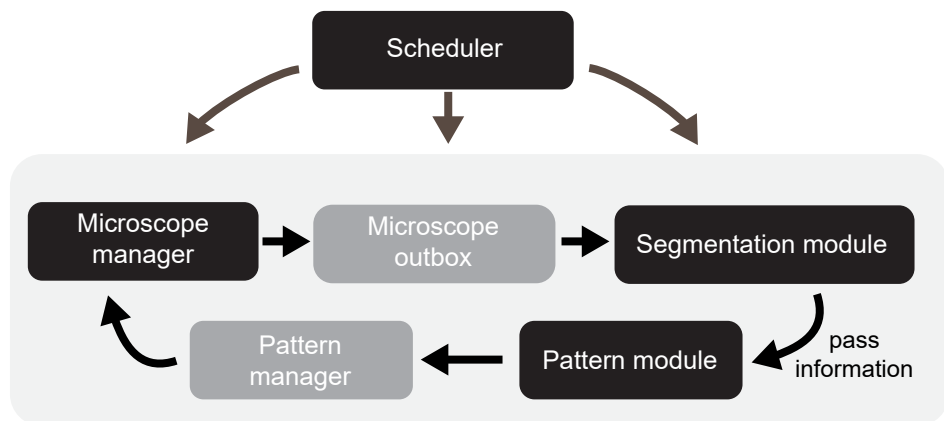 Scheduler
Microscope
manager
Microscope
outbox
Segmentation module
Pattern
manager
Pattern module
pass
information